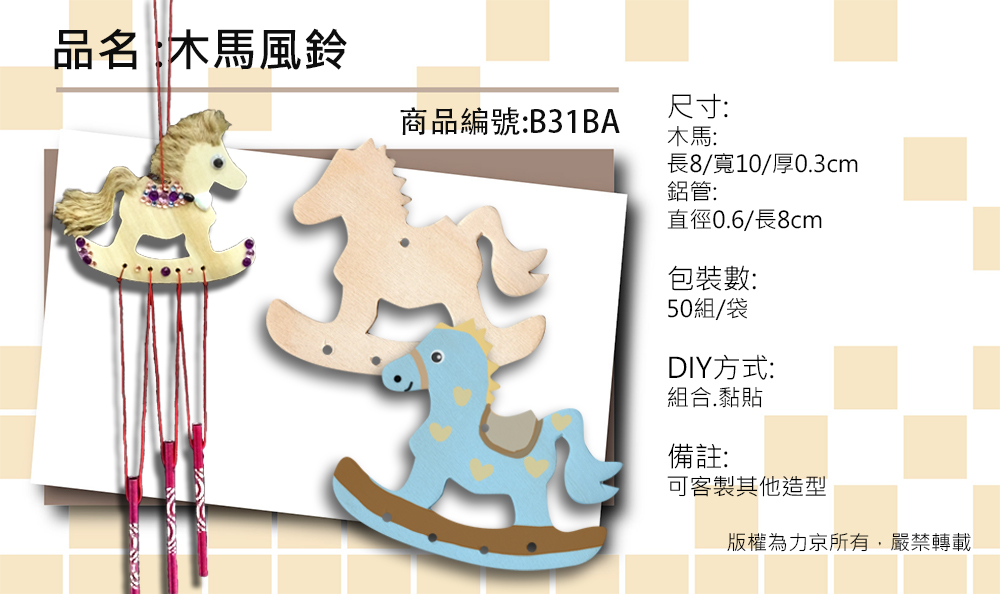 品名 :木馬風鈴
商品編號:B31BA
尺寸:
木馬:
長8/寬10/厚0.3cm
鋁管:
直徑0.6/長8cm
包裝數:
50組/袋
DIY方式:
組合.黏貼
備註:
可客製其他造型
版權為力京所有，嚴禁轉載